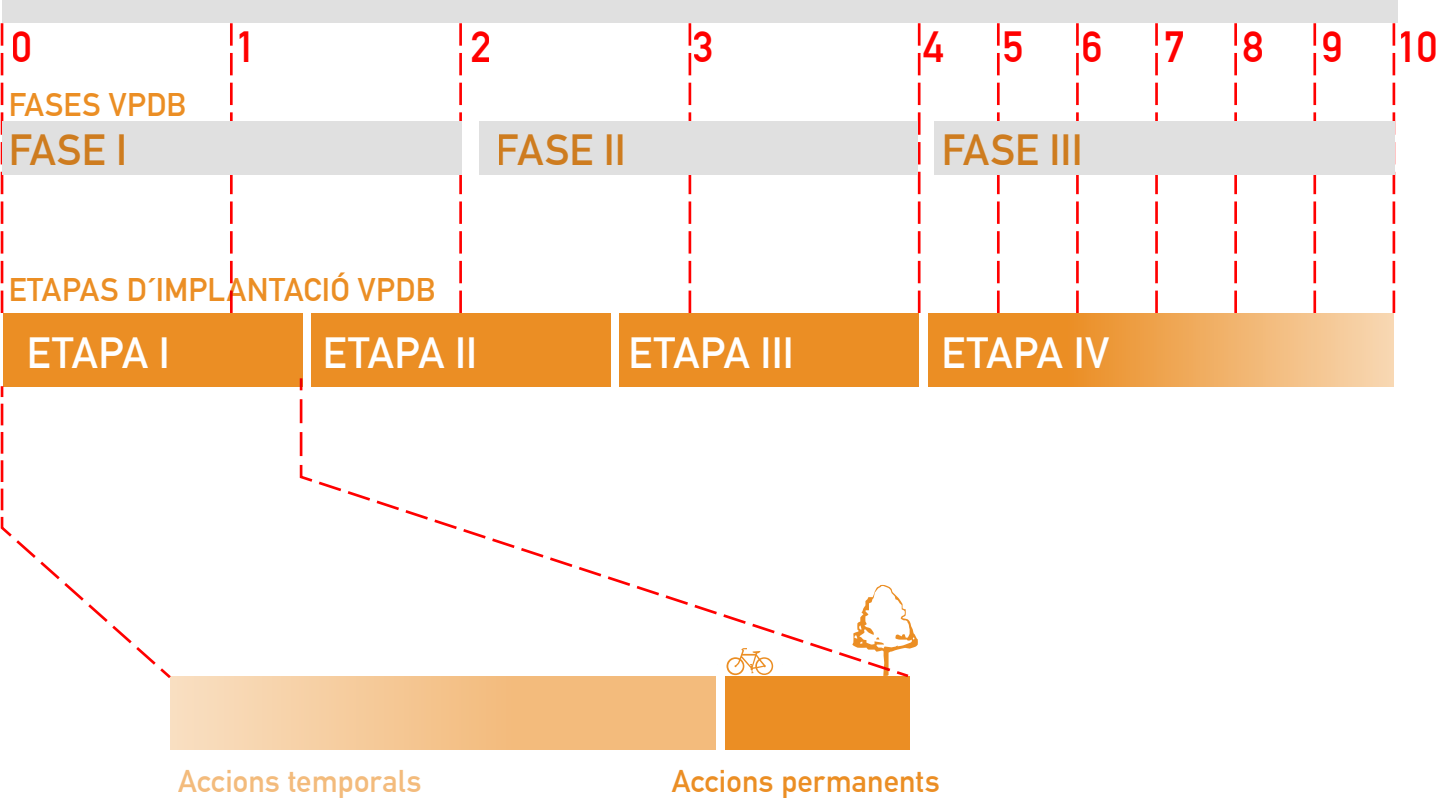 0 1 2 3 4 5 6 7 8 9 10
FASES VPDB
FASE I FASE II FASE III
ETAPAS D´IMPLANTACIÓ VPDB
ETAPA I ETAPA II ETAPA III ETAPA IV
Accions temporals Accions permanents